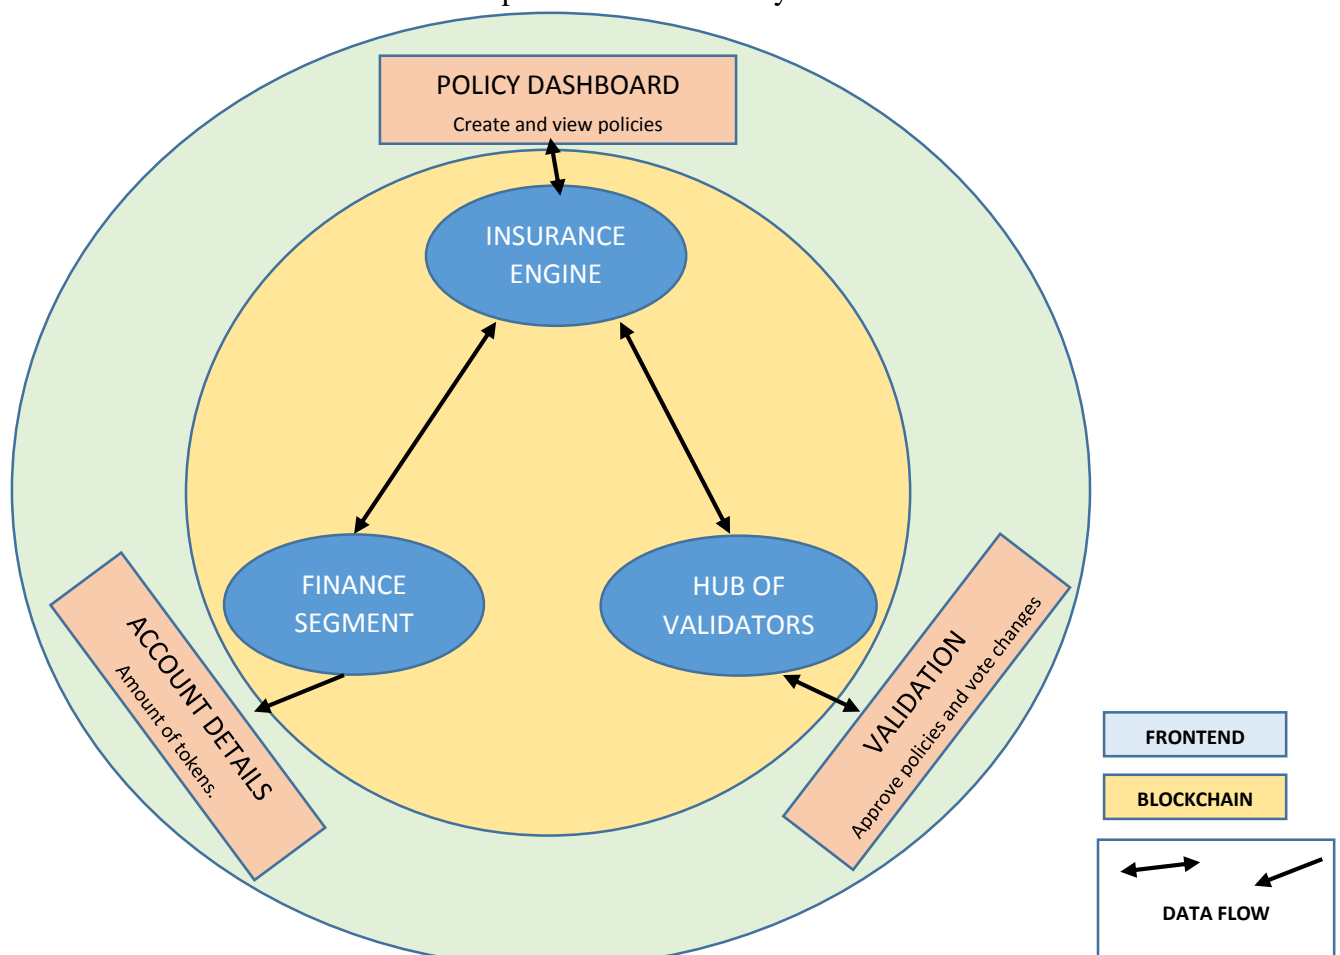 POLICY DASHBOARD
Create and view policies
INSURANCE
ENGINE
FINANCE
SEGMENT
HUB OF
VALIDATORS
ACCOUNT DETAILS
Amount of tokens.
VALIDATION
Approve policies and vote changes
FRONTEND
BLOCKCHAIN
DATA FLOW